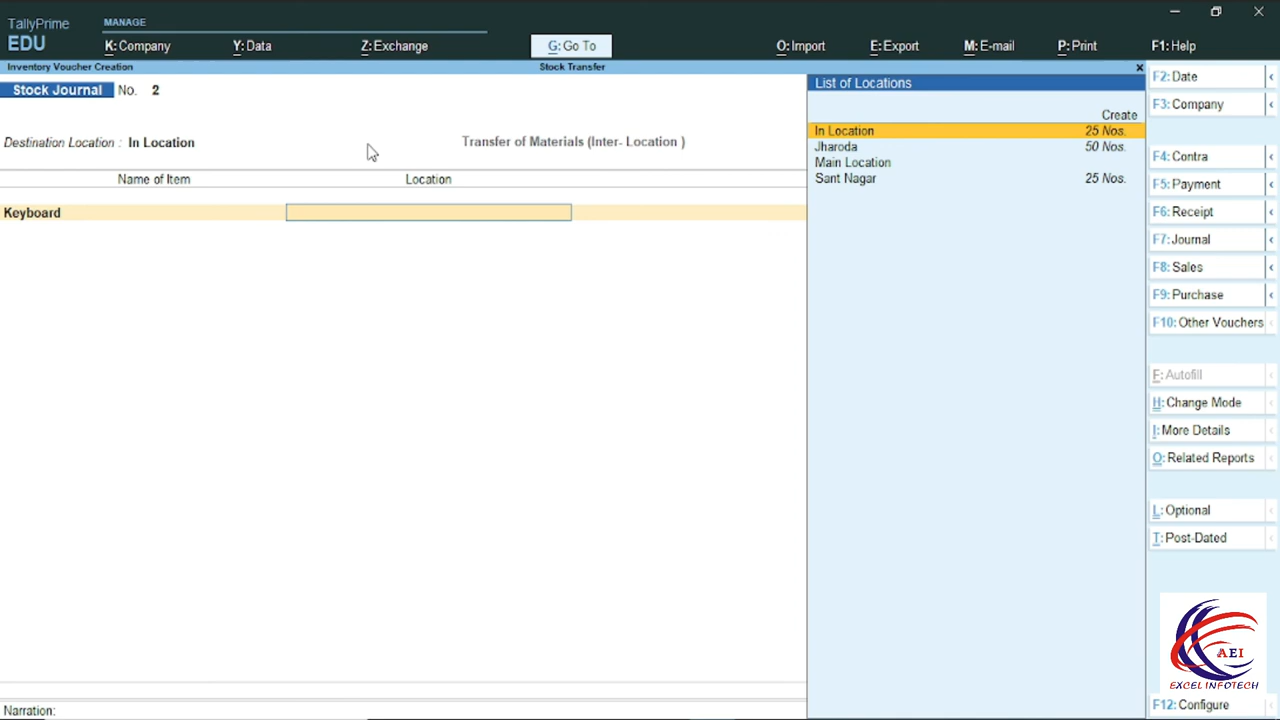 TallyPrime
EDU
MANAGE
K: Company
Y: Data
Z: Exchange
G: Go To
O: Import
E: Export
M: E-mail
P: Print
F1: Help
Inventory Voucher Creation
Stock Transfer
Stock Journal No. 2
Destination Location : In Location
Transfer of Materials (Inter- Location )
Name of Item
Location
Keyboard
Narration:
List of Locations
Create
In Location 25 Nos.
Jharoda 50 Nos.
Main Location
Sant Nagar 25 Nos.
F2: Date
F3: Company
F4: Contra
F5: Payment
F6: Receipt
F7: Journal
F8: Sales
F9: Purchase
F10: Other Vouchers
F: Autofill
H: Change Mode
I: More Details
O: Related Reports
L: Optional
T: Post-Dated
AEI
EXCEL INFOTECH
F12: Configure